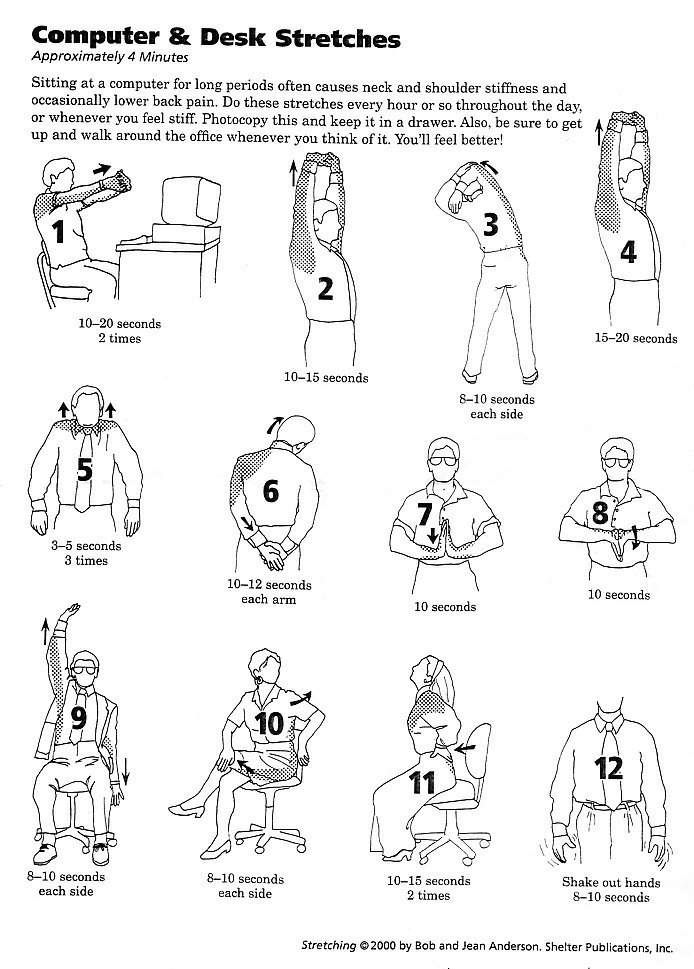 Computer & Desk Stretches
Approximately 4 Minutes
Sitting at a computer for long periods often causes neck and shoulder stiffness and
occasionally lower back pain. Do these stretches every hour or so throughout the day,
or whenever you feel stiff. Photocopy this and keep it in a drawer. Also, be sure to get
up and walk around the office whenever you think of it. You'll feel better!
1
10–20 seconds
2 times
2
10–15 seconds
3
8–10 seconds
each side
4
15–20 seconds
5
3–5 seconds
3 times
6
10–12 seconds
each arm
7
10 seconds
8
10 seconds
9
8–10 seconds
each side
10
8–10 seconds
each side
11
10–15 seconds
2 times
12
Shake out hands
8–10 seconds
Stretching ©2000 by Bob and Jean Anderson. Shelter Publications, Inc.